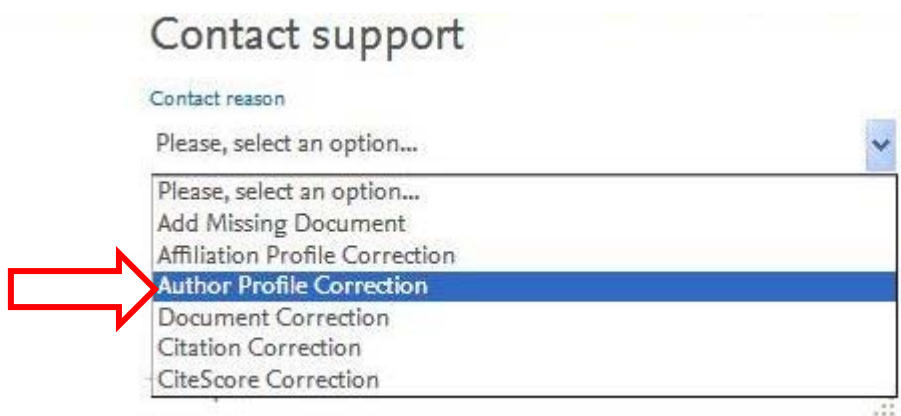 Contact support
Contact reason
Please, select an option...
Please, select an option...
Add Missing Document
Affiliation Profile Correction
Author Profile Correction
Document Correction
Citation Correction
CiteScore Correction